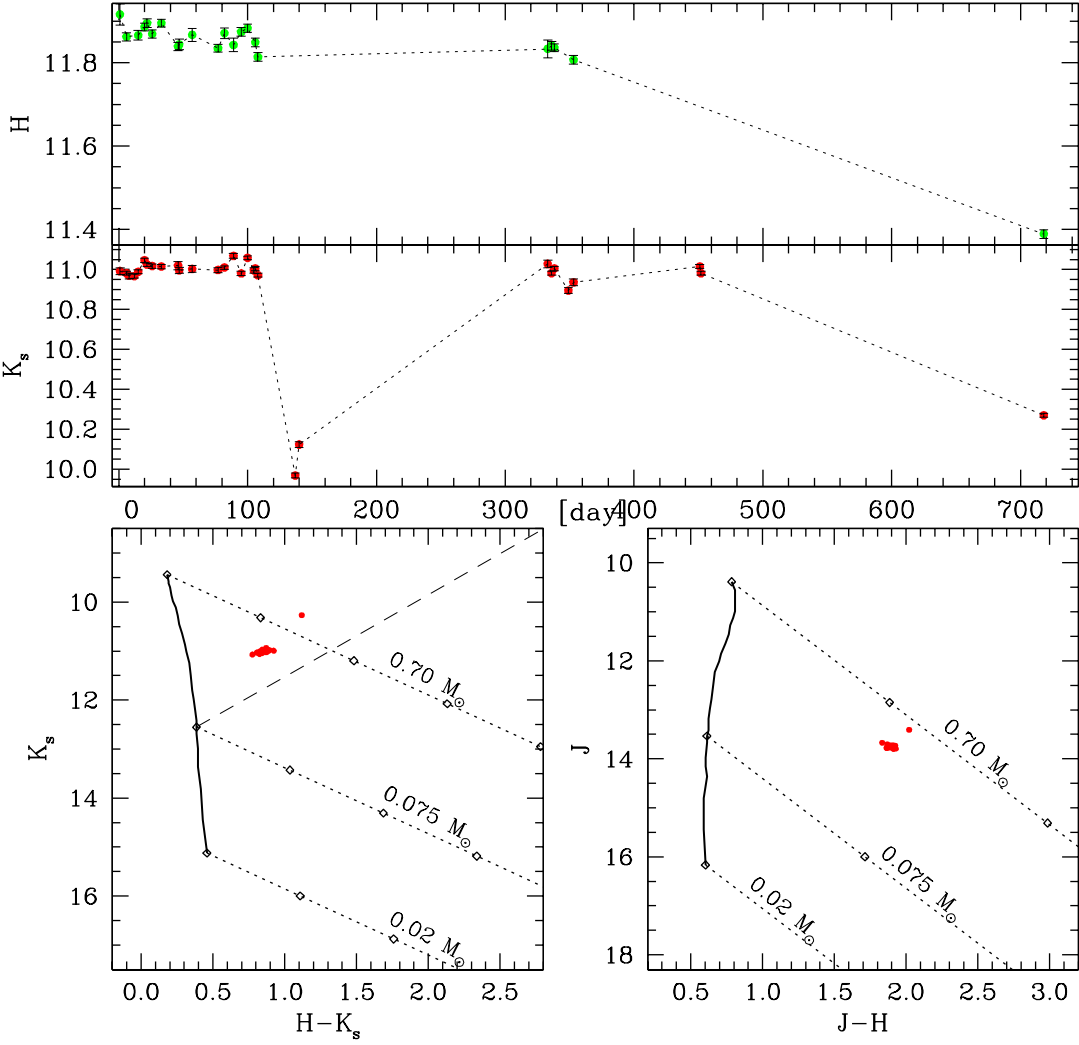 11.8
11.6
11.4
H
11.0
10.8
10.6
10.4
10.2
10.0
Ks
0 100 200 300 400 500 600 700
[day]
10
12
14
16
Ks
0.70 M⊙
0.075 M⊙
0.02 M⊙
0.0 0.5 1.0 1.5 2.0 2.5
H−Ks
10
12
14
16
18
J
0.70 M⊙
0.075 M⊙
0.02 M⊙
0.5 1.0 1.5 2.0 2.5 3.0
J−H